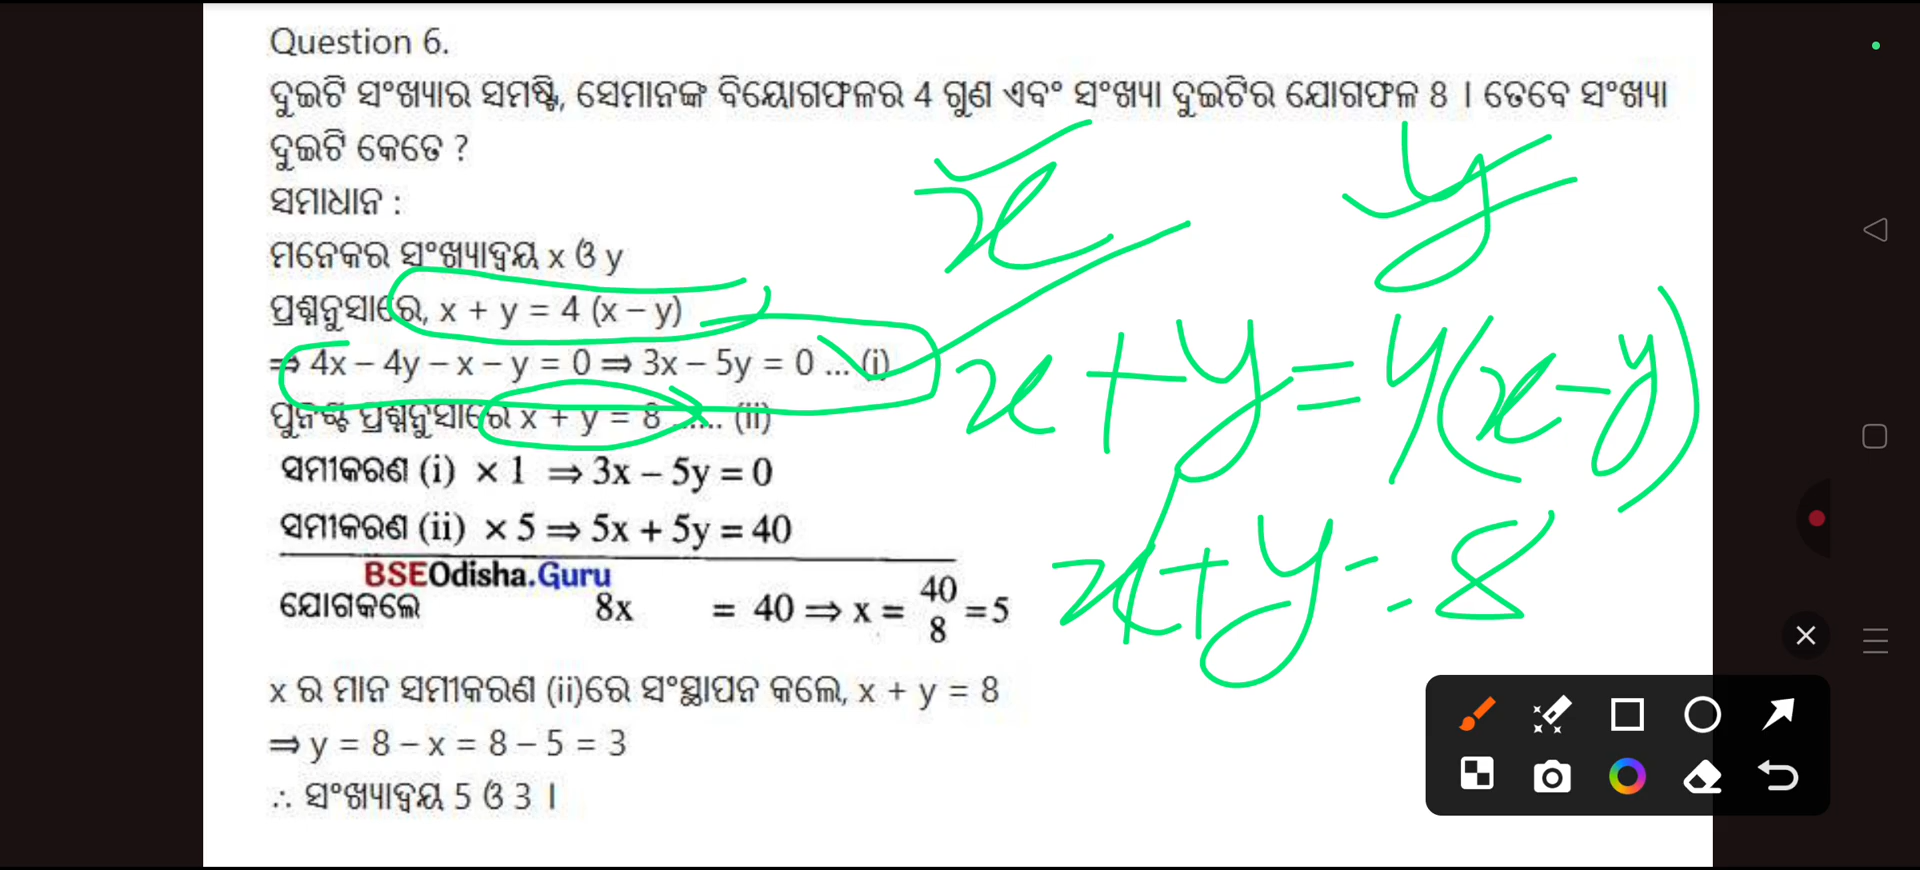 Question 6.
ଦୁଇଟି ସଂଖ୍ୟାର ସମଷ୍ଟି, ସେମାନଙ୍କ ବିୟୋଗଫଳର 4 ଗୁଣ ଏବଂ ସଂଖ୍ୟା ଦୁଇଟିର ଯୋଗଫଳ 8 । ତେବେ ସଂଖ୍ୟା
ଦୁଇଟି କେତେ ?
ସମାଧାନ :
ମନେକର ସଂଖ୍ୟାଦ୍ୱୟ x ଓ y
ପ୍ରଶ୍ନନୁସାରେ, x + y = 4 (x – y)
⇒ 4x – 4y – x – y = 0 ⇒ 3x – 5y = 0 ... (i)
ପୁନଶ୍ଚ ପ୍ରଶ୍ନନୁସାରେ x + y = 8 ..... (ii)
ସମୀକରଣ (i) × 1 ⇒ 3x – 5y = 0
ସମୀକରଣ (ii) × 5 ⇒ 5x + 5y = 40
BSEOdisha.Guru
ଯୋଗକଲେ 8x = 40 ⇒ x = 40/8 = 5
x ର ମାନ ସମୀକରଣ (ii)ରେ ସଂସ୍ଥାପନ କଲେ, x + y = 8
⇒ y = 8 – x = 8 – 5 = 3
∴ ସଂଖ୍ୟାଦ୍ୱୟ 5 ଓ 3 ।
x y
x + y = 4(x – y)
x + y = 8